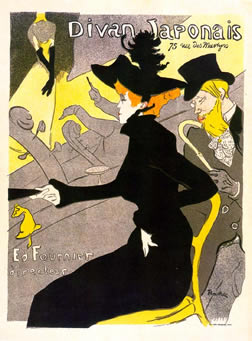 Divan Japonais
75 rue des Martyrs
Ed Fournier
directeur